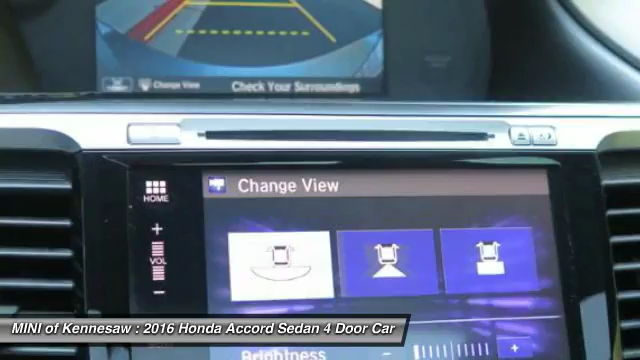 Change View
Check Your Surroundings
Change View
HOME
+
VOL
−
MINI of Kennesaw : 2016 Honda Accord Sedan 4 Door Car
Brightness
−
+